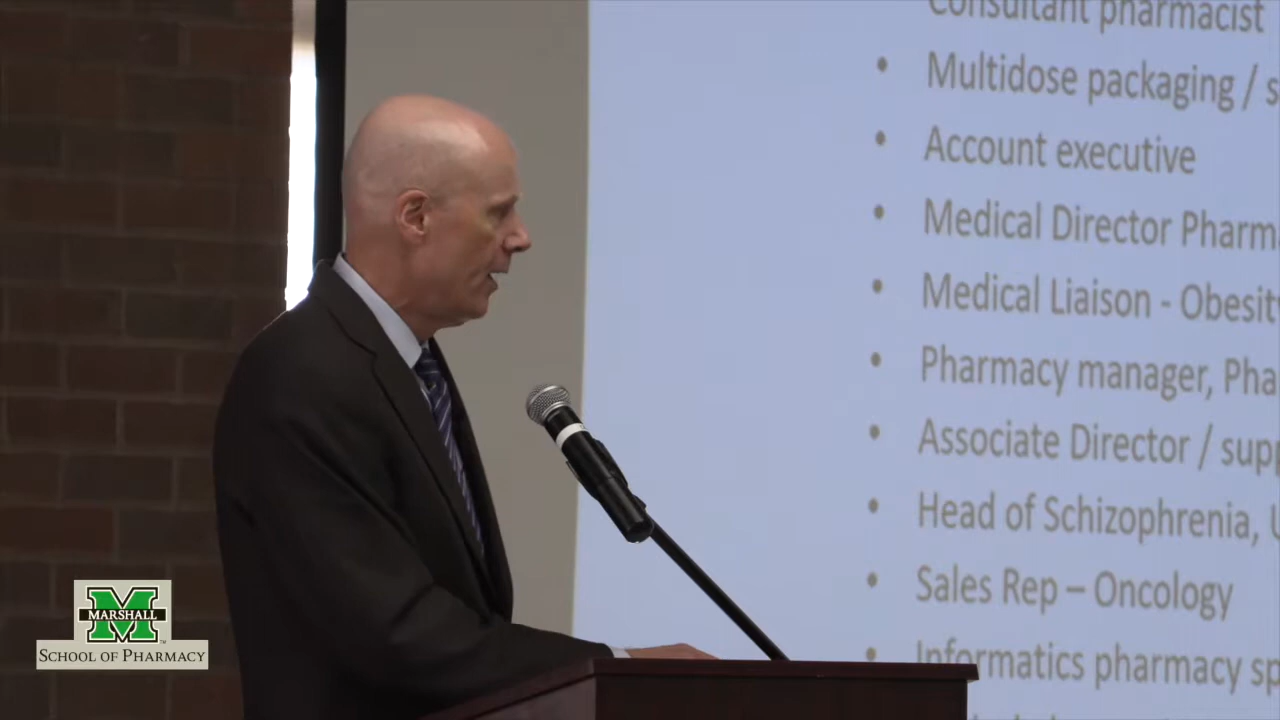 Consultant pharmacist
• Multidose packaging / s
• Account executive
• Medical Director Pharm
• Medical Liaison - Obesit
• Pharmacy manager, Pha
• Associate Director / supp
• Head of Schizophrenia, U
• Sales Rep – Oncology
• Informatics pharmacy sp
MARSHALL
SCHOOL OF PHARMACY